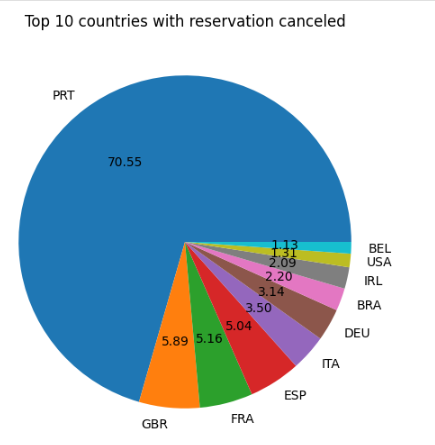 Top 10 countries with reservation canceled
PRT
70.55
GBR
5.89
FRA
5.16
ESP
5.04
ITA
3.50
DEU
3.14
BRA
2.20
IRL
2.09
USA
1.31
BEL
1.13